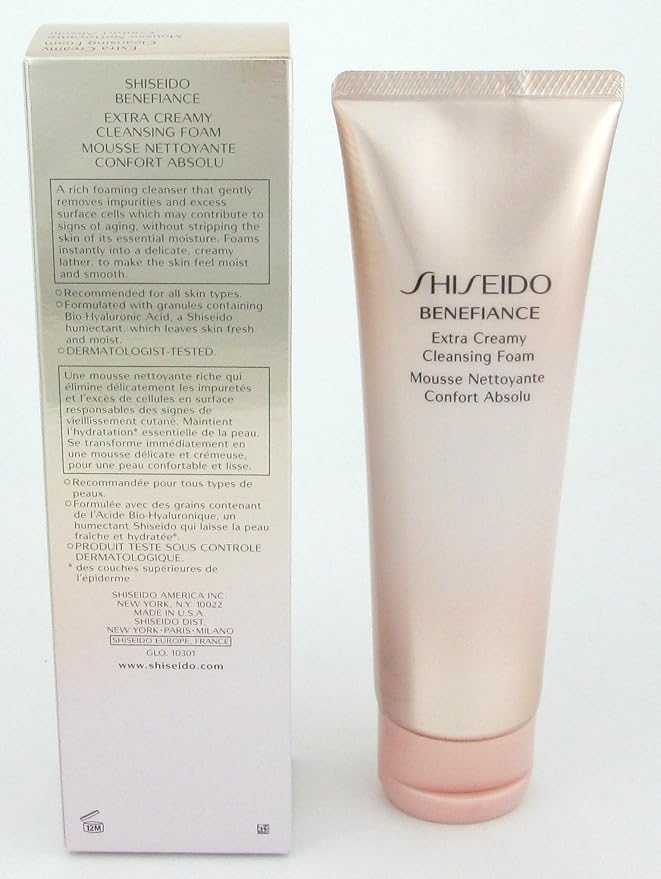 Extra Creamy
Cleansing Foam
Mousse Nettoyante
Confort Absolu
SHISEIDO
BENEFIANCE
EXTRA CREAMY
CLEANSING FOAM
MOUSSE NETTOYANTE
CONFORT ABSOLU
A rich foaming cleanser that gently
removes impurities and excess
surface cells which may contribute to
signs of aging, without stripping the
skin of its essential moisture. Foams
instantly into a delicate, creamy
lather, to make the skin feel moist
and smooth.
○Recommended for all skin types.
○Formulated with granules containing
Bio-Hyaluronic Acid, a Shiseido
humectant, which leaves skin fresh
and moist.
○DERMATOLOGIST-TESTED.
Une mousse nettoyante riche qui
élimine délicatement les impuretés
et l'excès de cellules en surface
responsables des signes de
vieillissement cutané. Maintient
l'hydratation* essentielle de la peau.
Se transforme immédiatement en
une mousse délicate et crémeuse,
pour une peau confortable et lisse.
○Recommandée pour tous types de
peaux.
○Formulée avec des grains contenant
de l'Acide Bio-Hyaluronique, un
humectant Shiseido qui laisse la peau
fraîche et hydratée*.
○PRODUIT TESTE SOUS CONTROLE
DERMATOLOGIQUE.
* des couches supérieures de
l'épiderme
SHISEIDO AMERICA INC.
NEW YORK, N.Y. 10022
MADE IN U.S.A.
SHISEIDO DIST.
NEW YORK·PARIS·MILANO
SHISEIDO EUROPE, FRANCE
GLO. 10301
www.shiseido.com
12M
SHISEIDO
BENEFIANCE
Extra Creamy
Cleansing Foam
Mousse Nettoyante
Confort Absolu